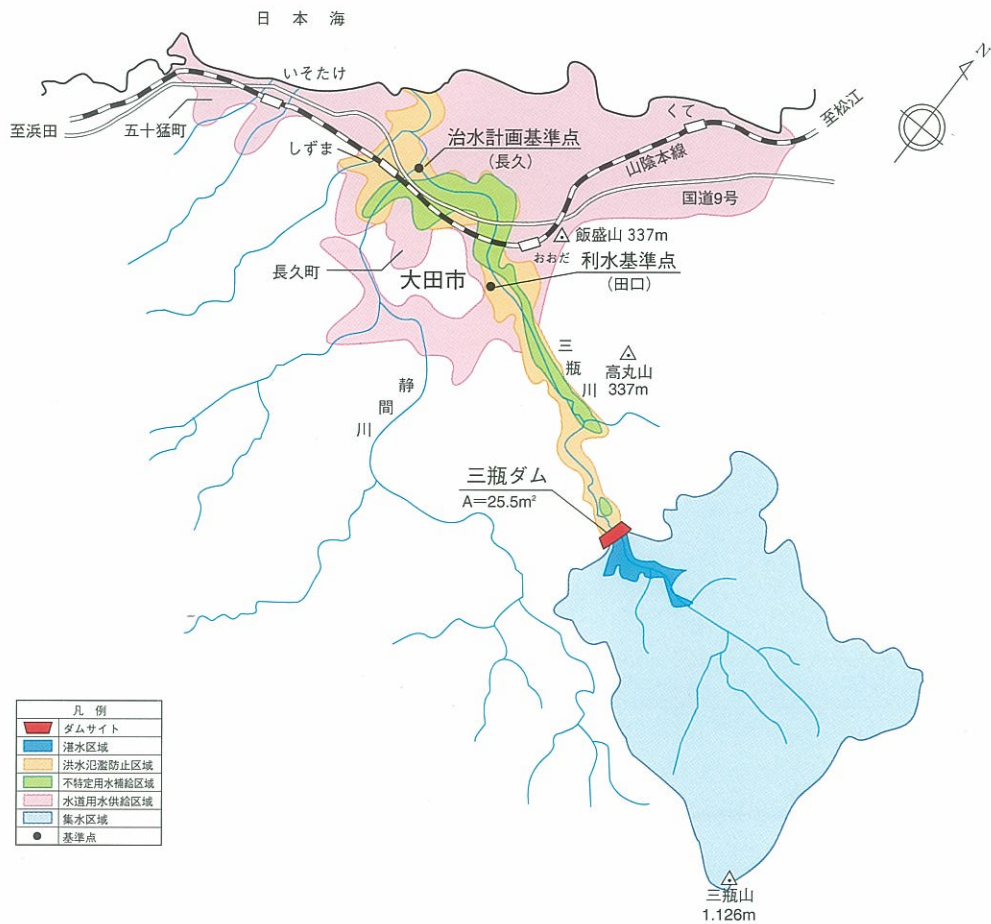 日本海
N
いそたけ
至浜田
五十猛町
くて
至松江
しずま
治水計画基準点
(長久)
山陰本線
国道9号
飯盛山 337m
おおだ
長久町
大田市
利水基準点
(田口)
三瓶川
高丸山
337m
静間川
三瓶ダム
A=25.5m²
凡例
ダムサイト
湛水区域
洪水氾濫防止区域
不特定用水補給区域
水道用水供給区域
集水区域
基準点
三瓶山
1.126m